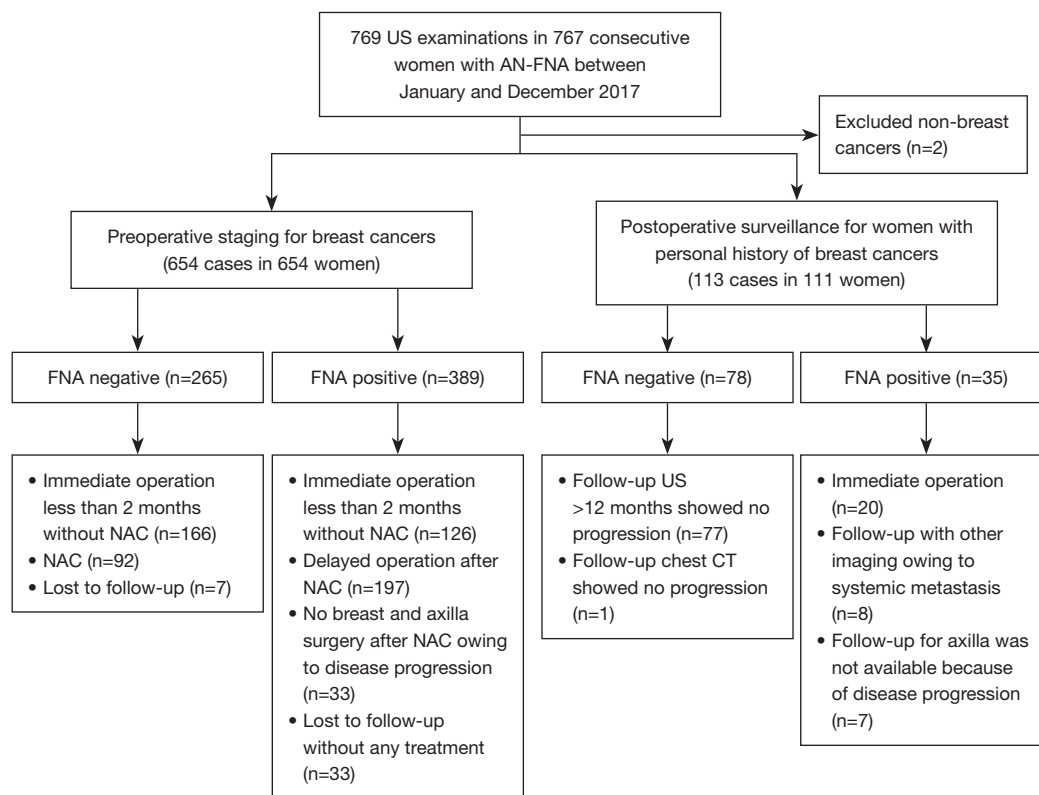 769 US examinations in 767 consecutive
women with AN-FNA between
January and December 2017
Excluded non-breast
cancers (n=2)
Preoperative staging for breast cancers
(654 cases in 654 women)
Postoperative surveillance for women with
personal history of breast cancers
(113 cases in 111 women)
FNA negative (n=265)
FNA positive (n=389)
FNA negative (n=78)
FNA positive (n=35)
• Immediate operation
less than 2 months
without NAC (n=166)
• NAC (n=92)
• Lost to follow-up (n=7)
• Immediate operation
less than 2 months
without NAC (n=126)
• Delayed operation after
NAC (n=197)
• No breast and axilla
surgery after NAC owing
to disease progression
(n=33)
• Lost to follow-up
without any treatment
(n=33)
• Follow-up US
>12 months showed no
progression (n=77)
• Follow-up chest CT
showed no progression
(n=1)
• Immediate operation
(n=20)
• Follow-up with other
imaging owing to
systemic metastasis
(n=8)
• Follow-up for axilla was
not available because
of disease progression
(n=7)